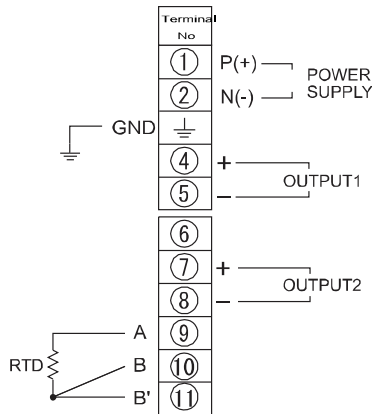 Terminal
No
1 P(+)
POWER
SUPPLY
2 N(-)
GND
4 +
OUTPUT1
5 −
6
7 +
OUTPUT2
8 −
9 A
RTD
10 B
11 B'